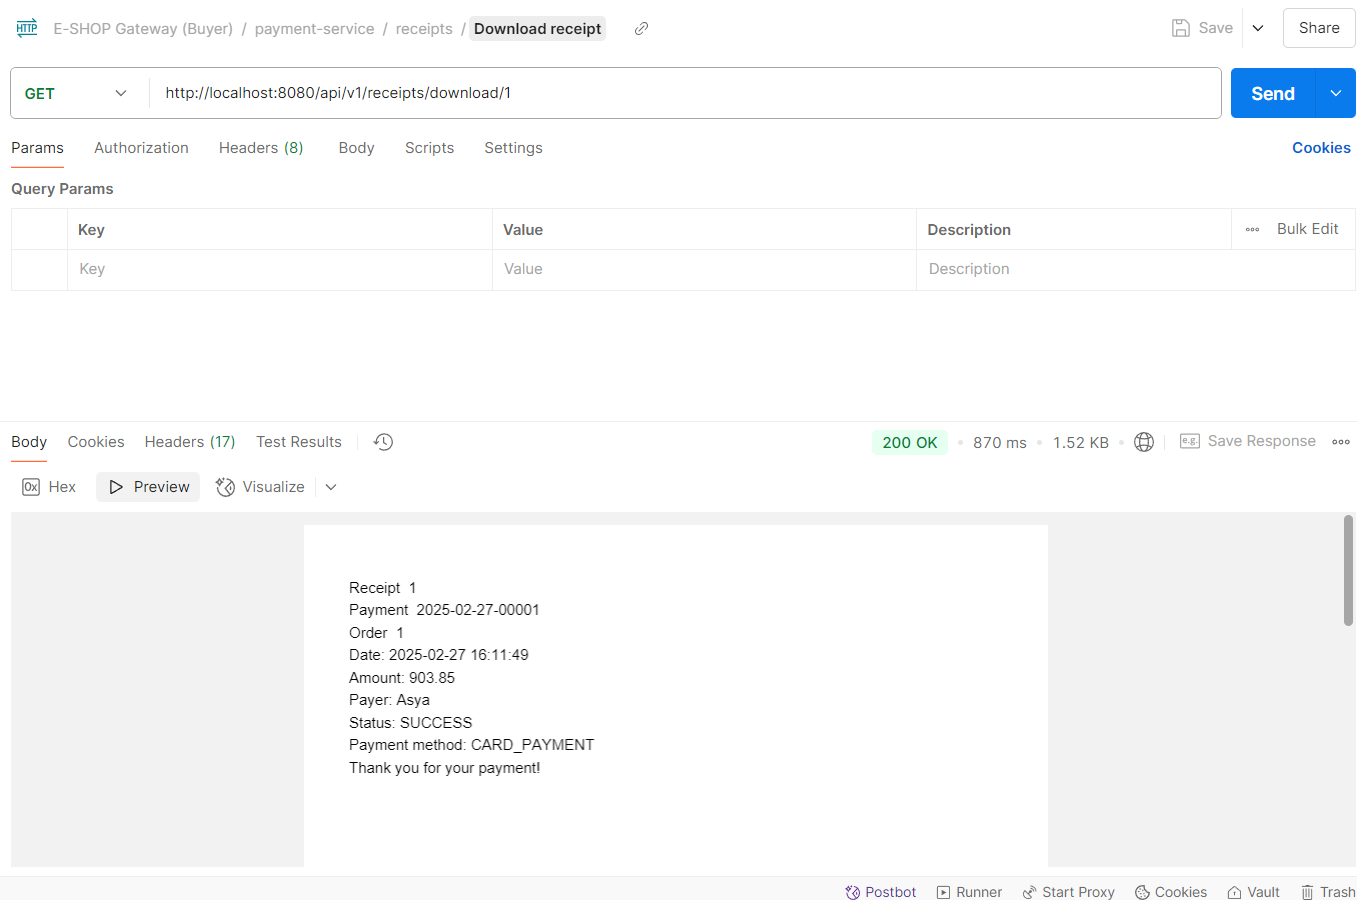 HTTP E-SHOP Gateway (Buyer) / payment-service / receipts / Download receipt Save Share
GET http://localhost:8080/api/v1/receipts/download/1 Send
Params Authorization Headers (8) Body Scripts Settings Cookies
Query Params
Key Value Description Bulk Edit
Key Value Description
Body Cookies Headers (17) Test Results 200 OK 870 ms 1.52 KB e.g. Save Response
0x Hex Preview Visualize
Receipt 1
Payment 2025-02-27-00001
Order 1
Date: 2025-02-27 16:11:49
Amount: 903.85
Payer: Asya
Status: SUCCESS
Payment method: CARD_PAYMENT
Thank you for your payment!
Postbot Runner Start Proxy Cookies Vault Trash